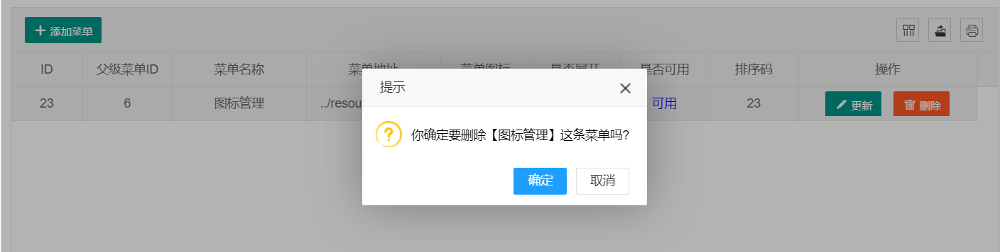 添加菜单
ID 父级菜单ID 菜单名称 菜单地址 菜单图标 是否展开 是否可用 排序码 操作
23 6 图标管理 ../resou 可用 23 更新 删除
提示
你确定要删除【图标管理】这条菜单吗?
确定 取消